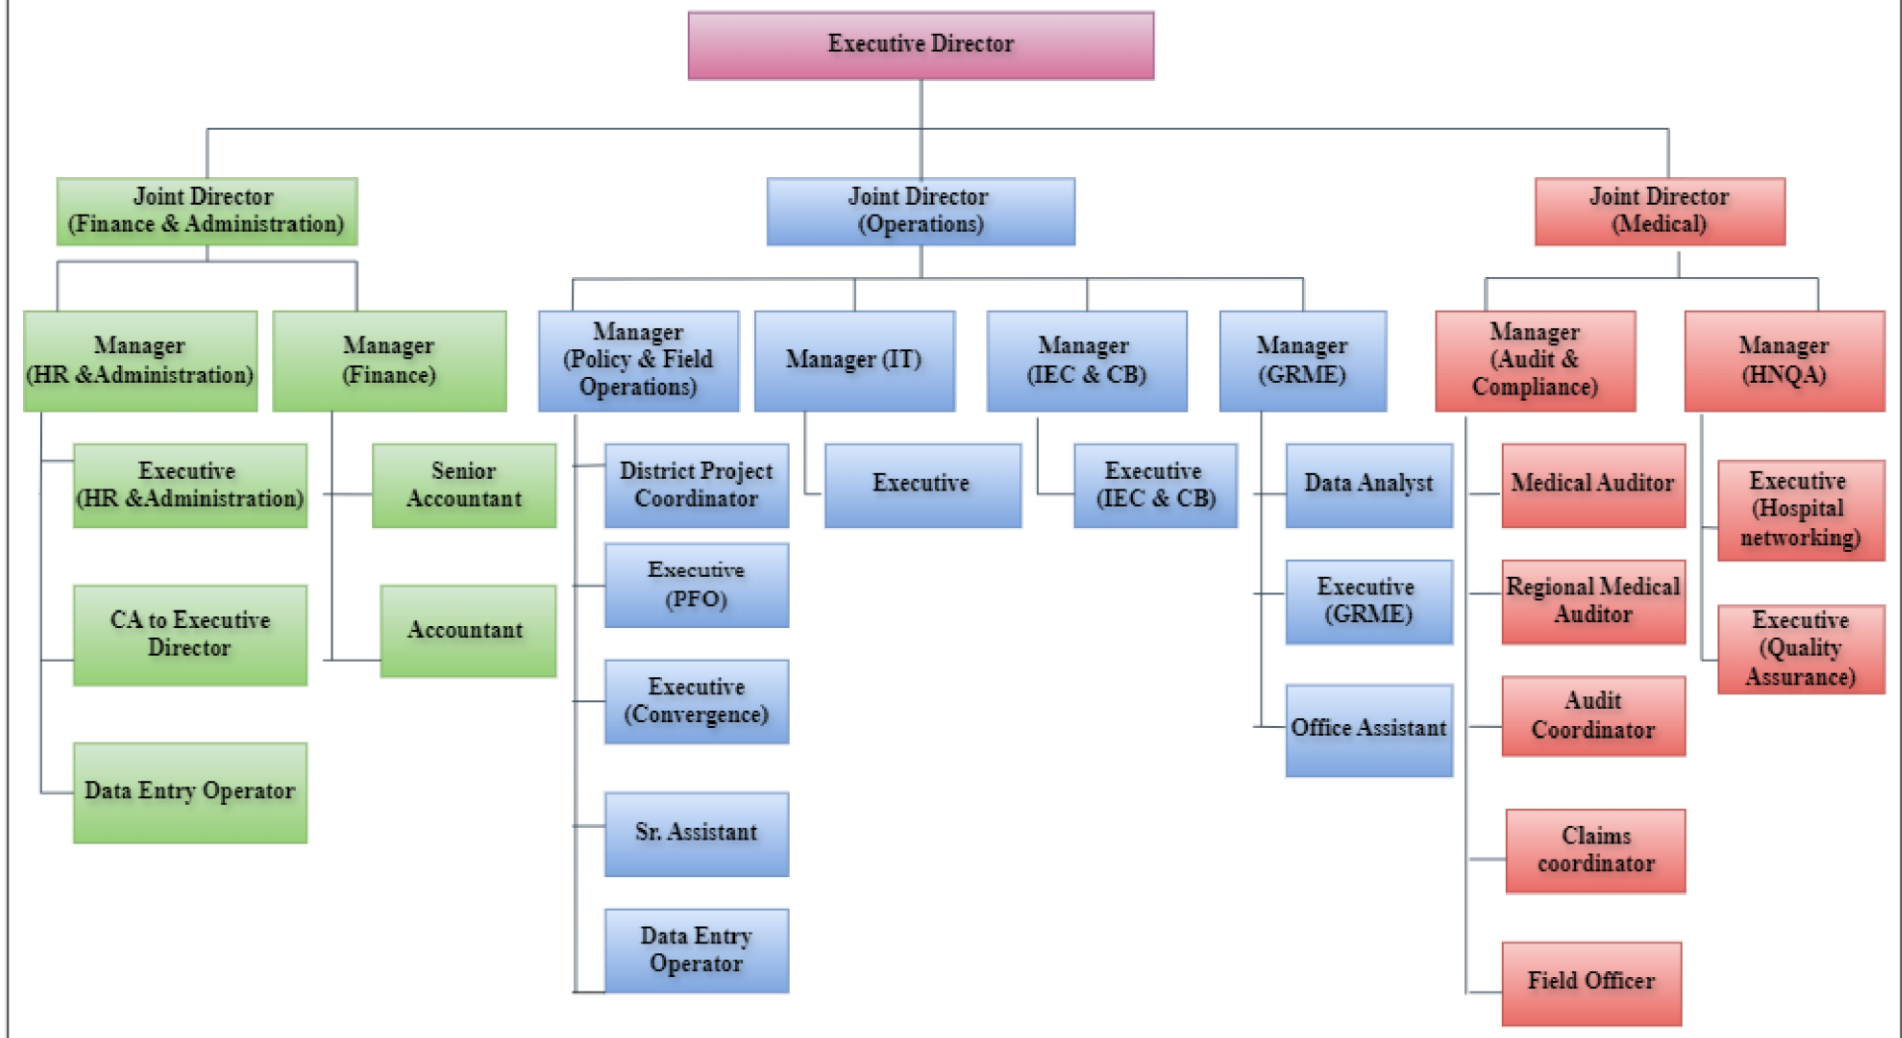 Executive Director
Joint Director
(Finance & Administration)
Joint Director
(Operations)
Joint Director
(Medical)
Manager
(HR &Administration)
Manager
(Finance)
Manager
(Policy & Field
Operations)
Manager (IT)
Manager
(IEC & CB)
Manager
(GRME)
Manager
(Audit &
Compliance)
Manager
(HNQA)
Executive
(HR &Administration)
CA to Executive
Director
Data Entry Operator
Senior
Accountant
Accountant
District Project
Coordinator
Executive
(PFO)
Executive
(Convergence)
Sr. Assistant
Data Entry
Operator
Executive
Executive
(IEC & CB)
Data Analyst
Executive
(GRME)
Office Assistant
Medical Auditor
Regional Medical
Auditor
Audit
Coordinator
Claims
coordinator
Field Officer
Executive
(Hospital
networking)
Executive
(Quality
Assurance)